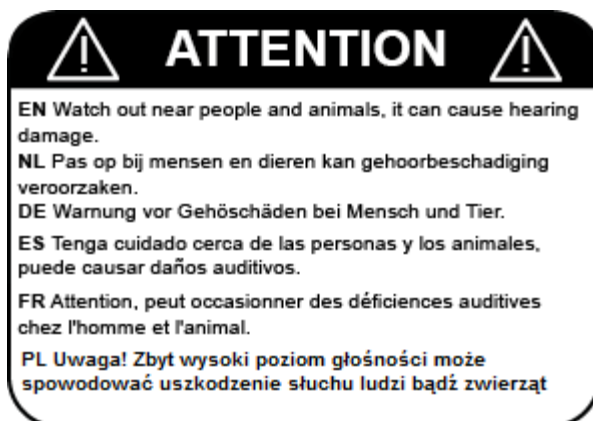 ATTENTION
EN Watch out near people and animals, it can cause hearing
damage.
NL Pas op bij mensen en dieren kan gehoorbeschadiging
veroorzaken.
DE Warnung vor Gehöschäden bei Mensch und Tier.
ES Tenga cuidado cerca de las personas y los animales,
puede causar daños auditivos.
FR Attention, peut occasionner des déficiences auditives
chez l'homme et l'animal.
PL Uwaga! Zbyt wysoki poziom głośności może
spowodować uszkodzenie słuchu ludzi bądź zwierząt